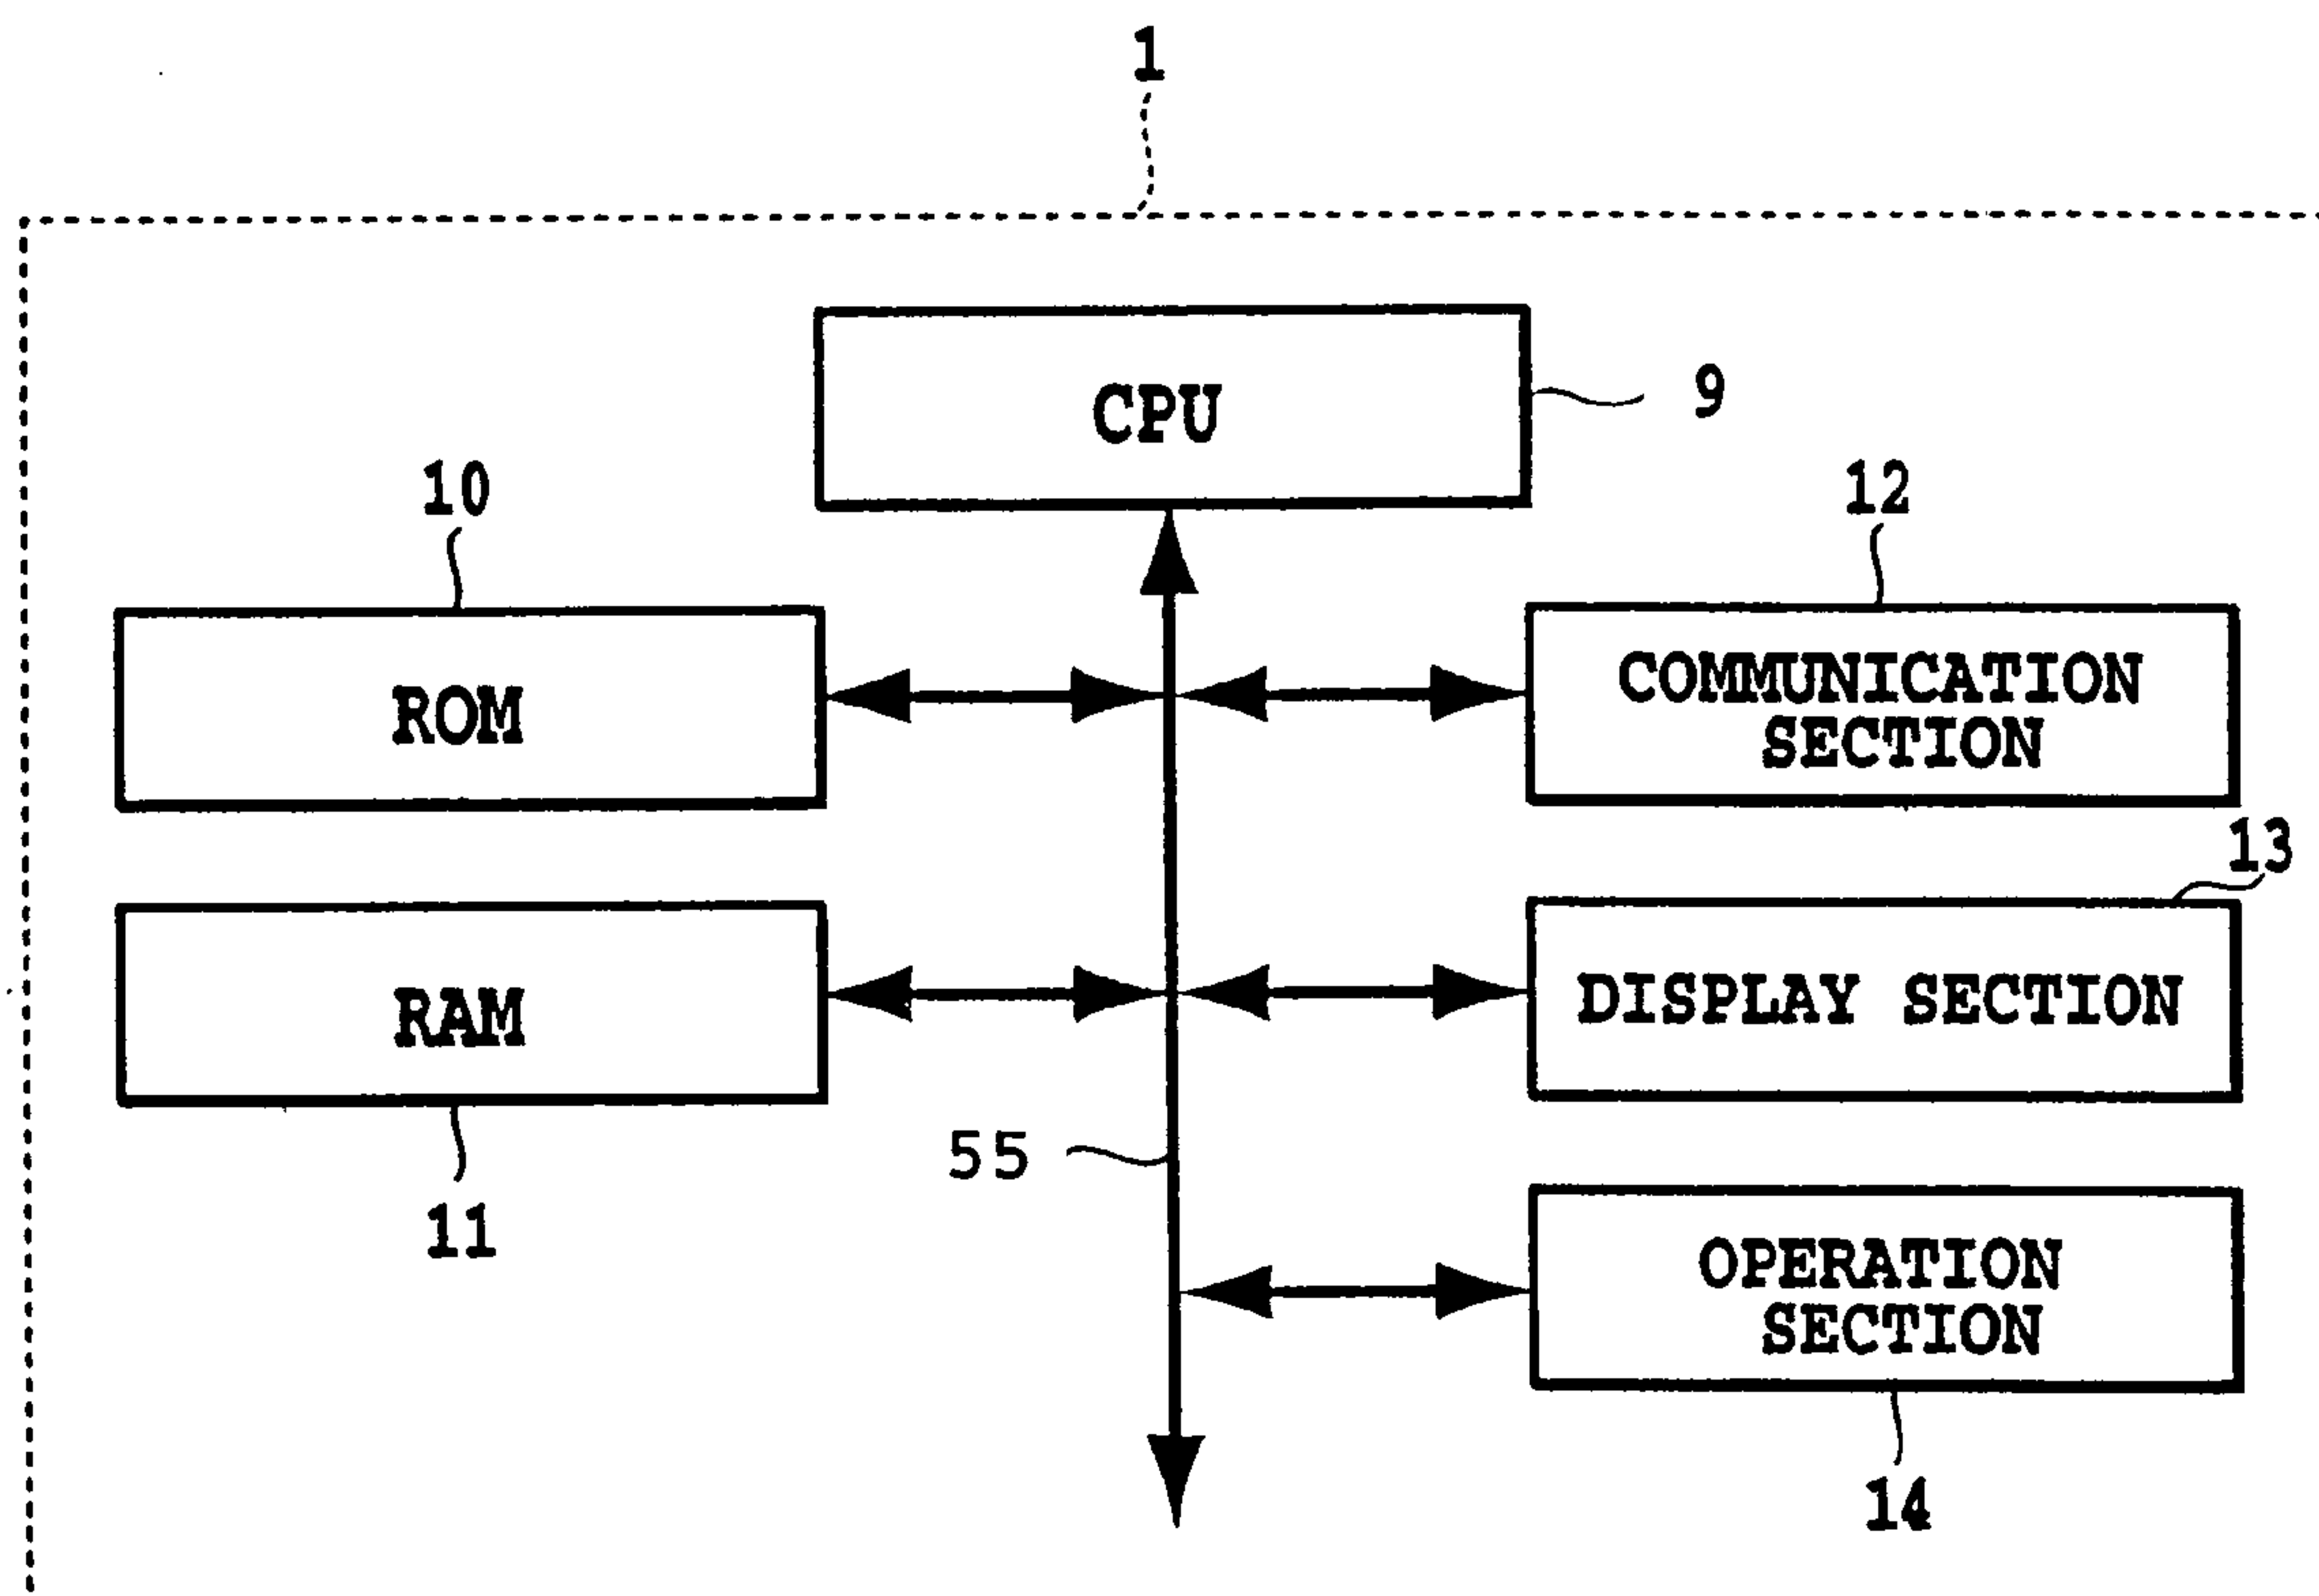 1
CPU
9
10
12
ROM
COMMUNICATION
SECTION
13
RAM
DISPLAY SECTION
55
11
OPERATION
SECTION
14